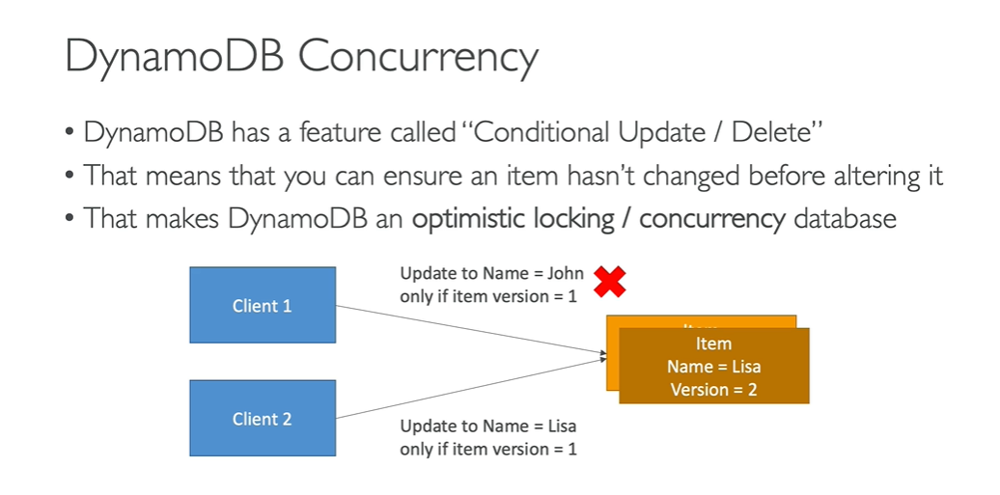 DynamoDB Concurrency
• DynamoDB has a feature called “Conditional Update / Delete”
• That means that you can ensure an item hasn’t changed before altering it
• That makes DynamoDB an optimistic locking / concurrency database
Client 1
Update to Name = John
only if item version = 1
Item
Name = Lisa
Version = 2
Client 2
Update to Name = Lisa
only if item version = 1